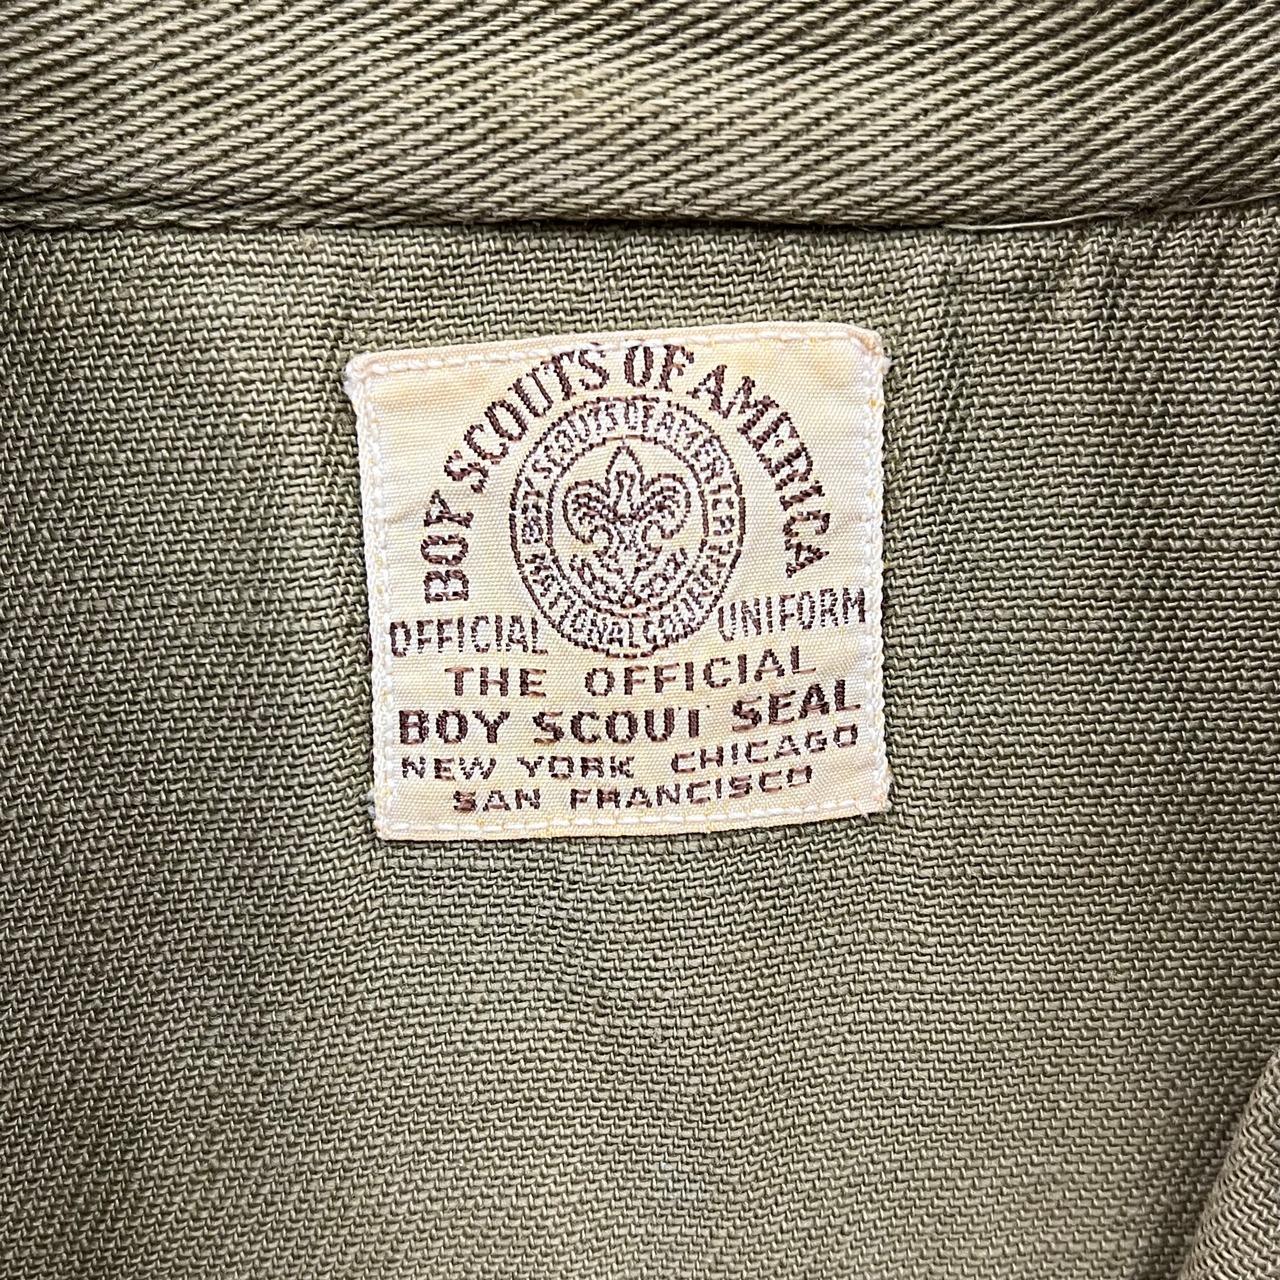 BOY SCOUTS OF AMERICA
BOY SCOUTS OF AMERICA
NATIONAL COUNCIL
OFFICIAL UNIFORM
THE OFFICIAL
BOY SCOUT SEAL
NEW YORK CHICAGO
SAN FRANCISCO